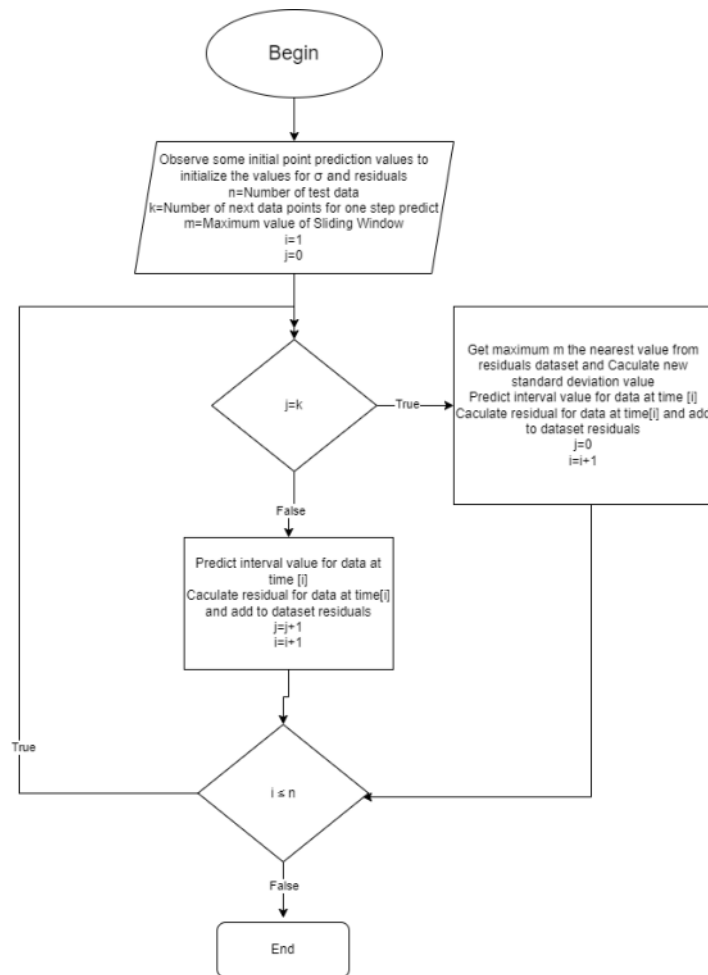 Begin
Observe some initial point prediction values to
initialize the values for σ and residuals
n=Number of test data
k=Number of next data points for one step predict
m=Maximum value of Sliding Window
i=1
j=0
j=k
True
Get maximum m the nearest value from
residuals dataset and Caculate new
standard deviation value
Predict interval value for data at time [i]
Caculate residual for data at time[i] and add
to dataset residuals
j=0
i=i+1
False
Predict interval value for data at
time [i]
Caculate residual for data at time[i]
and add to dataset residuals
j=j+1
i=i+1
True
i ≤ n
False
End